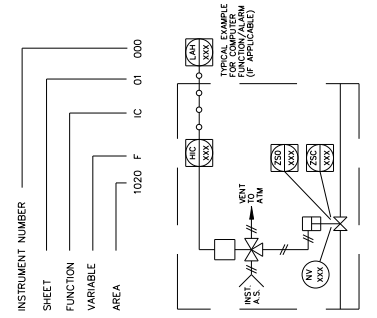 INSTRUMENT NUMBER
SHEET
FUNCTION
VARIABLE
AREA
1020 F IC 01 000
LAH
XXX
TYPICAL EXAMPLE
FOR COMPUTER
FUNCTION/ALARM
(IF APPLICABLE)
HIC
XXX
VENT
TO
ATM
INST.
A.S.
ZSO
XXX
ZSC
XXX
NV
XXX